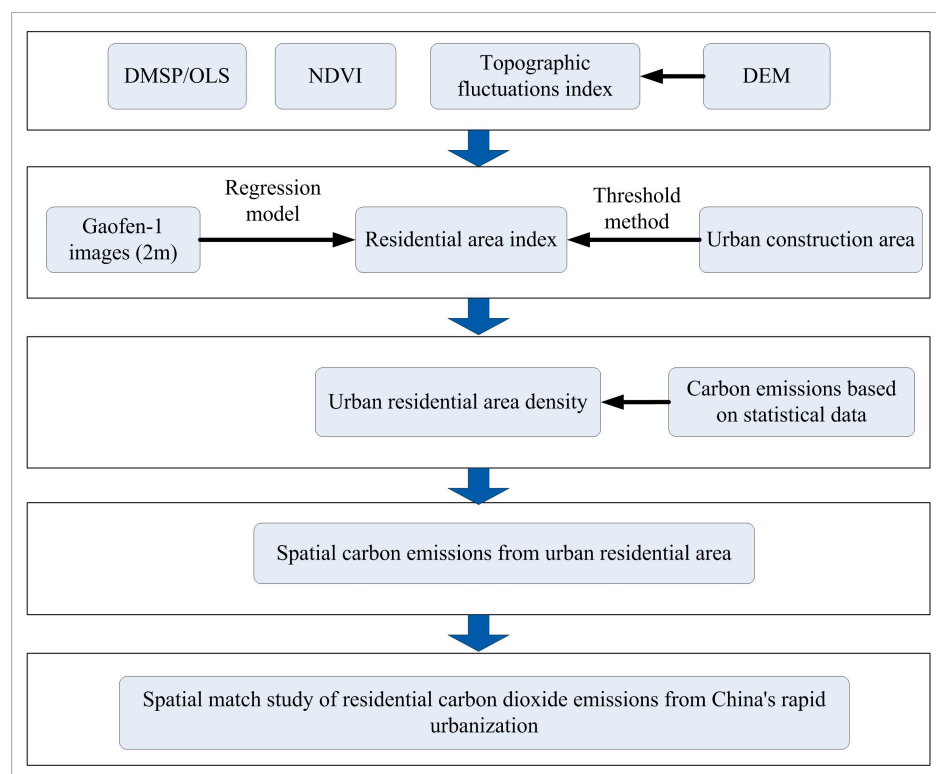 DMSP/OLS
NDVI
Topographic
fluctuations index
DEM
Regression
model
Threshold
method
Gaofen-1
images (2m)
Residential area index
Urban construction area
Urban residential area density
Carbon emissions based
on statistical data
Spatial carbon emissions from urban residential area
Spatial match study of residential carbon dioxide emissions from China's rapid
urbanization